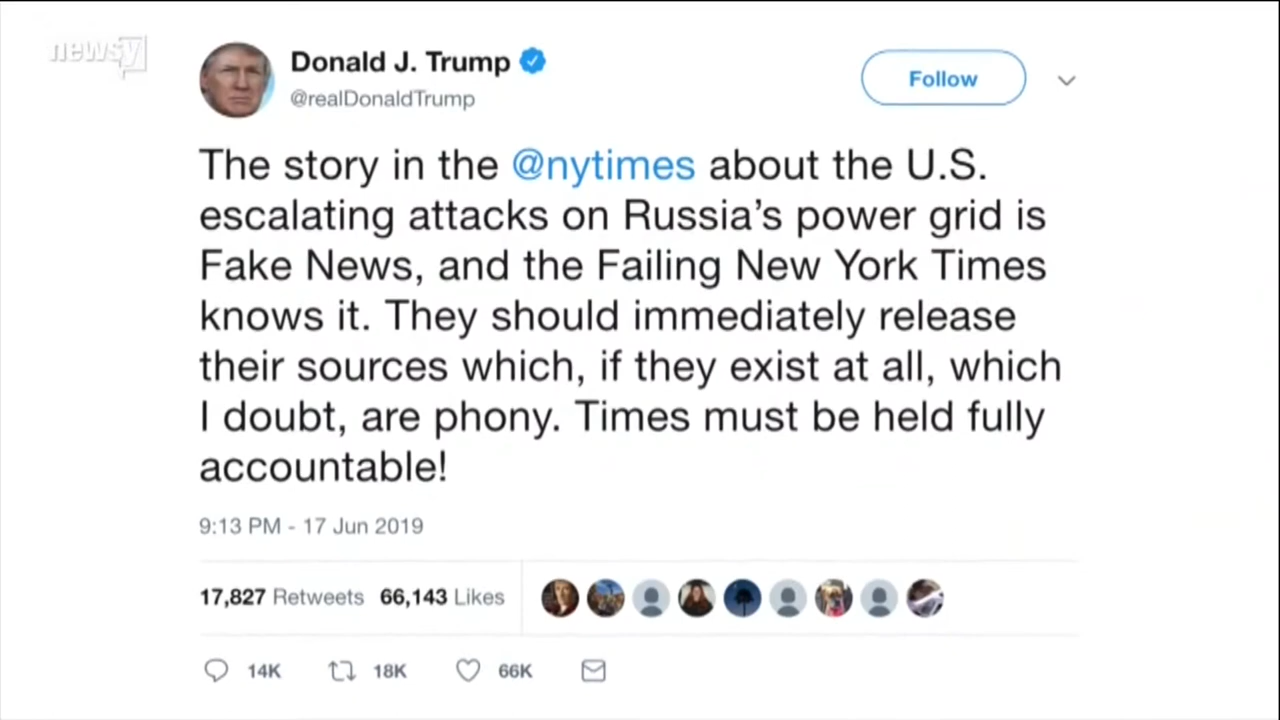 newsy
Donald J. Trump
@realDonaldTrump
Follow
The story in the @nytimes about the U.S.
escalating attacks on Russia's power grid is
Fake News, and the Failing New York Times
knows it. They should immediately release
their sources which, if they exist at all, which
I doubt, are phony. Times must be held fully
accountable!
9:13 PM - 17 Jun 2019
17,827 Retweets 66,143 Likes
14K 18K 66K